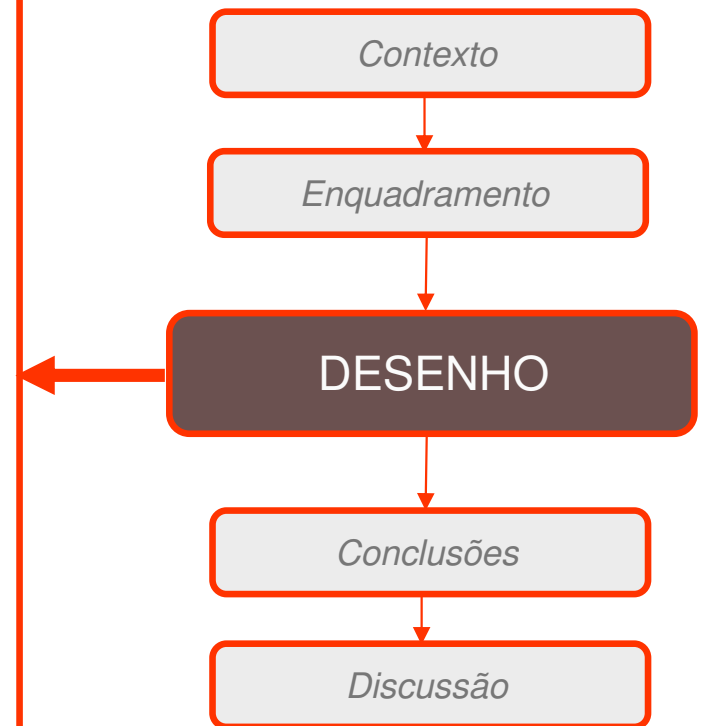 Contexto
Enquadramento
DESENHO
Conclusões
Discussão